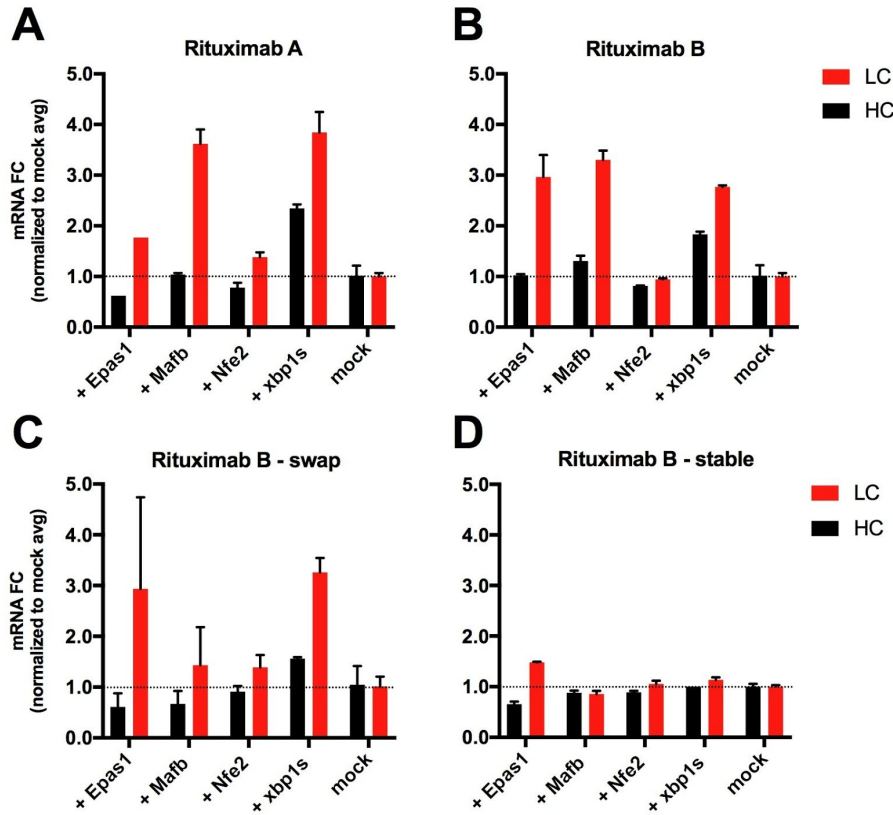 A
Rituximab A
mRNA FC
(normalized to mock avg)
5.0
4.0
3.0
2.0
1.0
0.0
+ Epas1
+ Mafb
+ Nfe2
+ xbp1s
mock
B
Rituximab B
5.0
4.0
3.0
2.0
1.0
0.0
+ Epas1
+ Mafb
+ Nfe2
+ xbp1s
mock
LC
HC
C
Rituximab B - swap
mRNA FC
(normalized to mock avg)
5.0
4.0
3.0
2.0
1.0
0.0
+ Epas1
+ Mafb
+ Nfe2
+ xbp1s
mock
D
Rituximab B - stable
5.0
4.0
3.0
2.0
1.0
0.0
+ Epas1
+ Mafb
+ Nfe2
+ xbp1s
mock
LC
HC